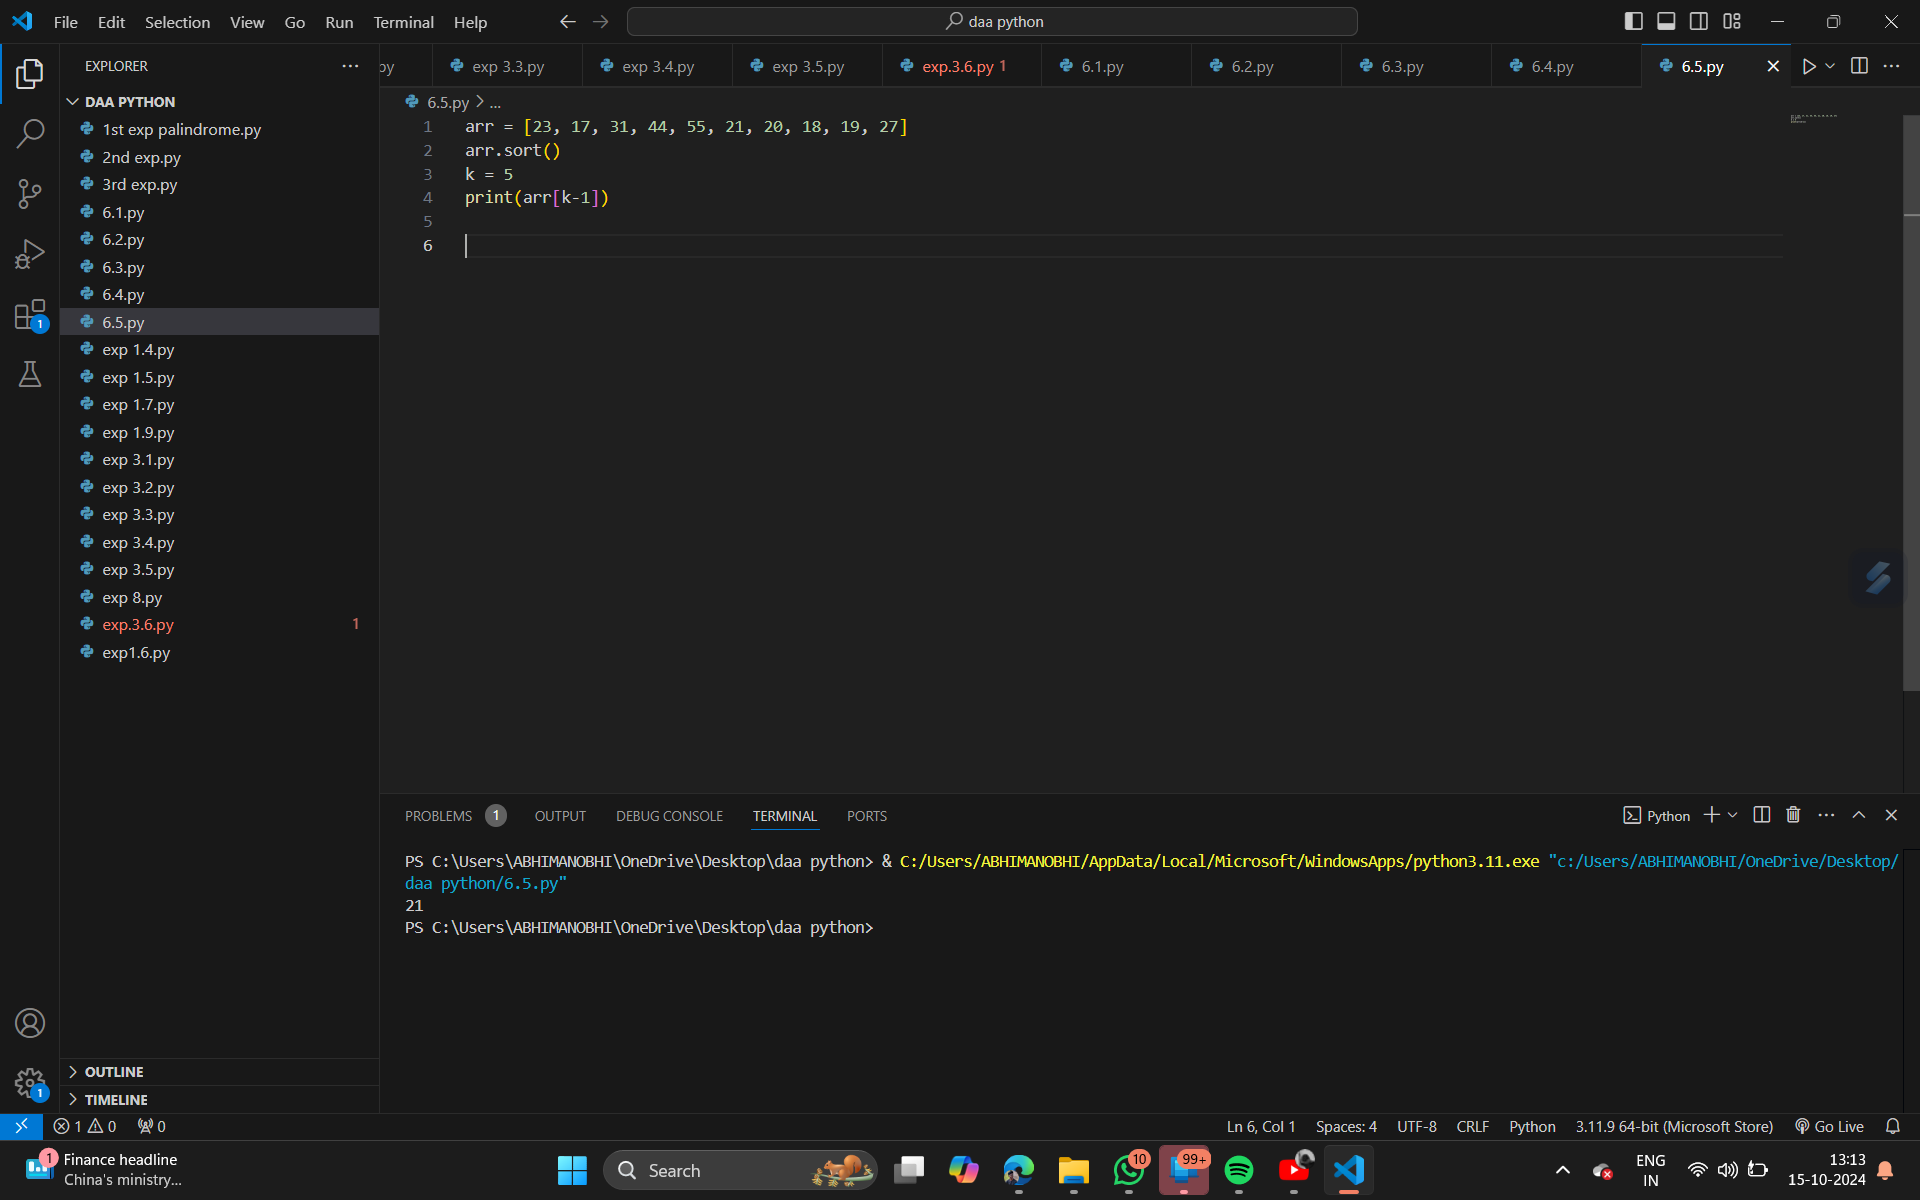 File Edit Selection View Go Run Terminal Help
daa python
EXPLORER
DAA PYTHON
1st exp palindrome.py
2nd exp.py
3rd exp.py
6.1.py
6.2.py
6.3.py
6.4.py
6.5.py
exp 1.4.py
exp 1.5.py
exp 1.7.py
exp 1.9.py
exp 3.1.py
exp 3.2.py
exp 3.3.py
exp 3.4.py
exp 3.5.py
exp 8.py
exp.3.6.py 1
exp1.6.py
OUTLINE
TIMELINE
1
1
py exp 3.3.py exp 3.4.py exp 3.5.py exp.3.6.py 1 6.1.py 6.2.py 6.3.py 6.4.py 6.5.py
6.5.py > ...
1 arr = [23, 17, 31, 44, 55, 21, 20, 18, 19, 27]
2 arr.sort()
3 k = 5
4 print(arr[k-1])
5
6
PROBLEMS 1 OUTPUT DEBUG CONSOLE TERMINAL PORTS
Python
PS C:\Users\ABHIMANOBHI\OneDrive\Desktop\daa python> & C:/Users/ABHIMANOBHI/AppData/Local/Microsoft/WindowsApps/python3.11.exe "c:/Users/ABHIMANOBHI/OneDrive/Desktop/
daa python/6.5.py"
21
PS C:\Users\ABHIMANOBHI\OneDrive\Desktop\daa python>
1 0 0 Ln 6, Col 1 Spaces: 4 UTF-8 CRLF Python 3.11.9 64-bit (Microsoft Store) Go Live
1
Finance headline
China's ministry...
Search
10
99+
ENG
IN
13:13
15-10-2024